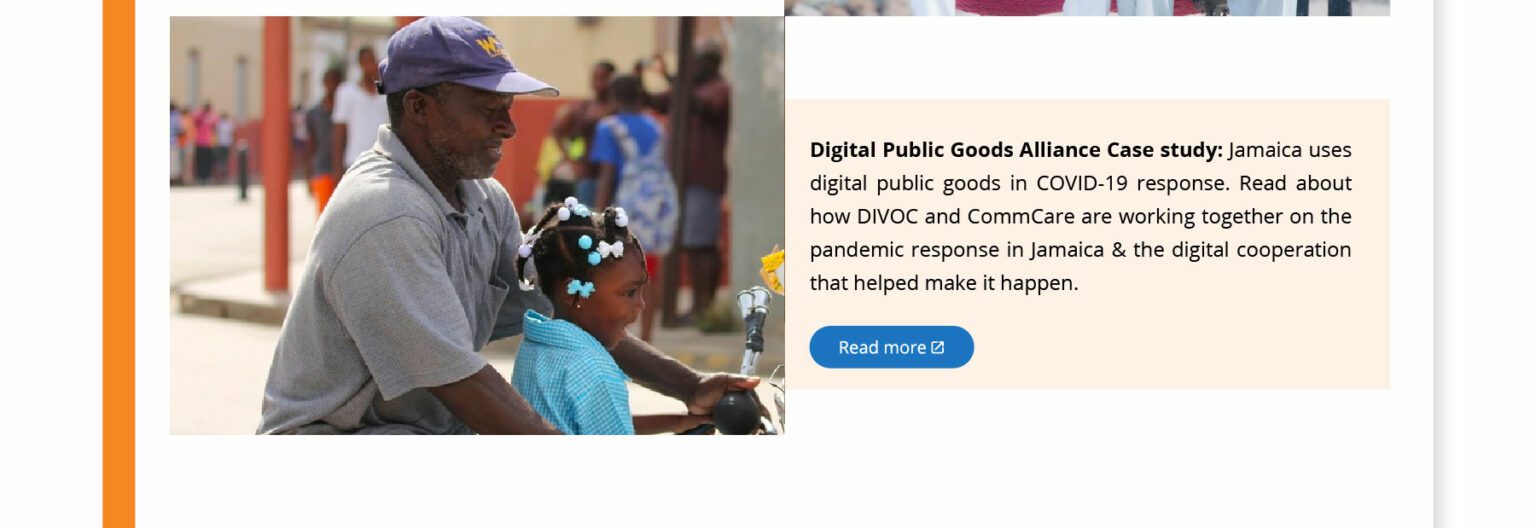 Digital Public Goods Alliance Case study: Jamaica uses
digital public goods in COVID-19 response. Read about
how DIVOC and CommCare are working together on the
pandemic response in Jamaica & the digital cooperation
that helped make it happen.
Read more